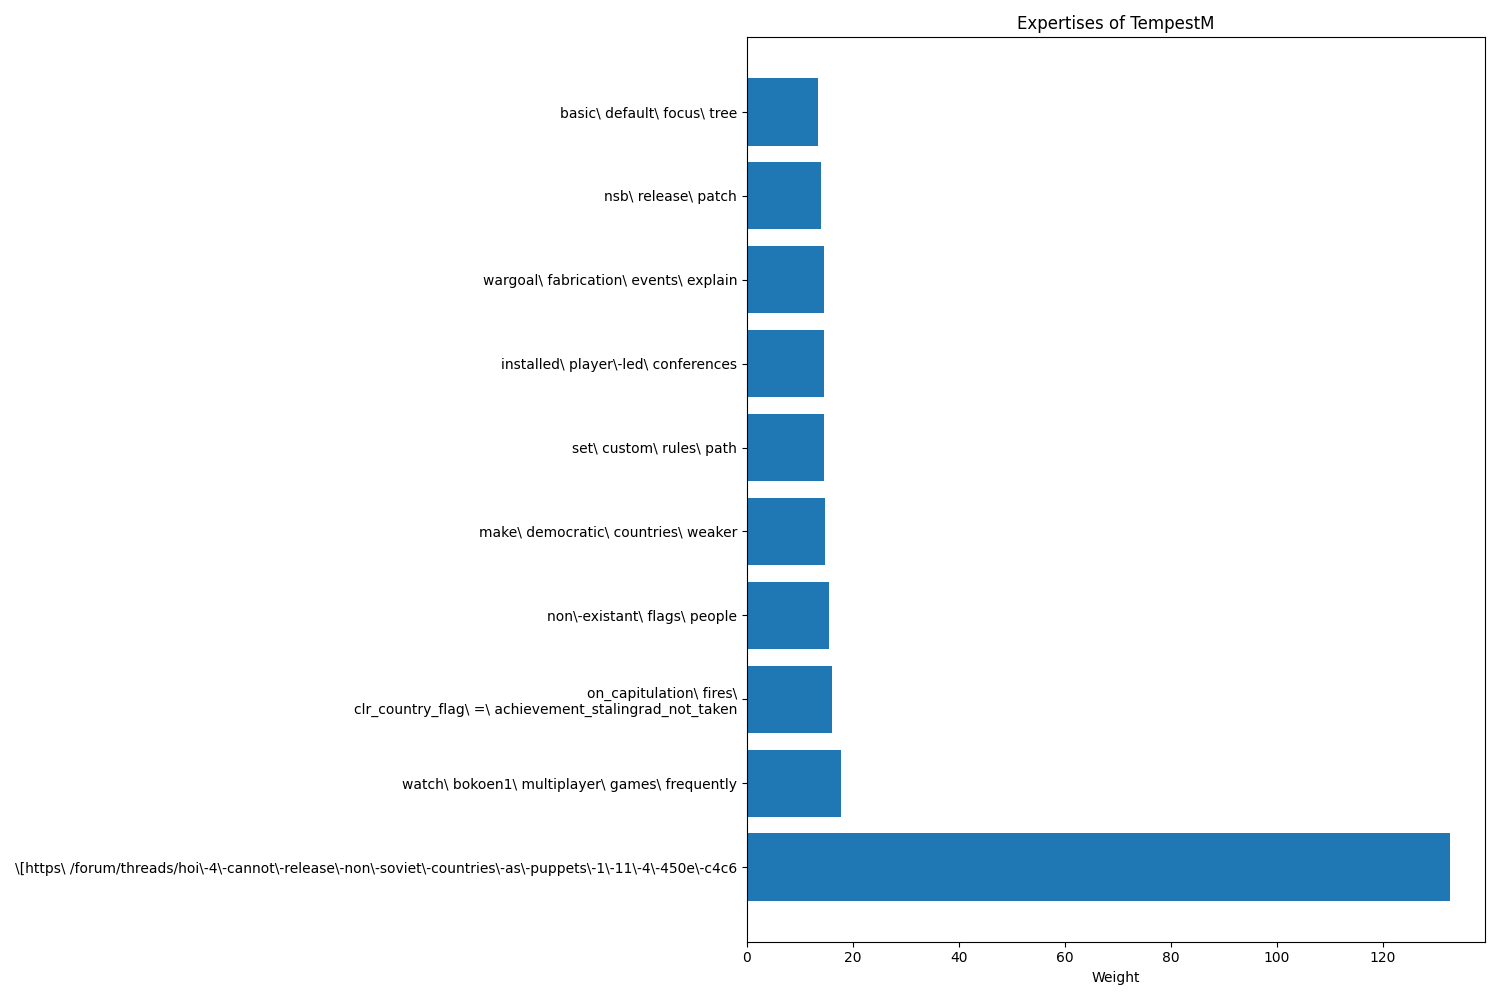 Expertises of TempestM
basic\ default\ focus\ tree
nsb\ release\ patch
wargoal\ fabrication\ events\ explain
installed\ player\-led\ conferences
set\ custom\ rules\ path
make\ democratic\ countries\ weaker
non\-existant\ flags\ people
on_capitulation\ fires\
clr_country_flag\ =\ achievement_stalingrad_not_taken
watch\ bokoen1\ multiplayer\ games\ frequently
\[https\ /forum/threads/hoi\-4\-cannot\-release\-non\-soviet\-countries\-as\-puppets\-1\-11\-4\-450e\-c4c6
0 20 40 60 80 100 120
Weight